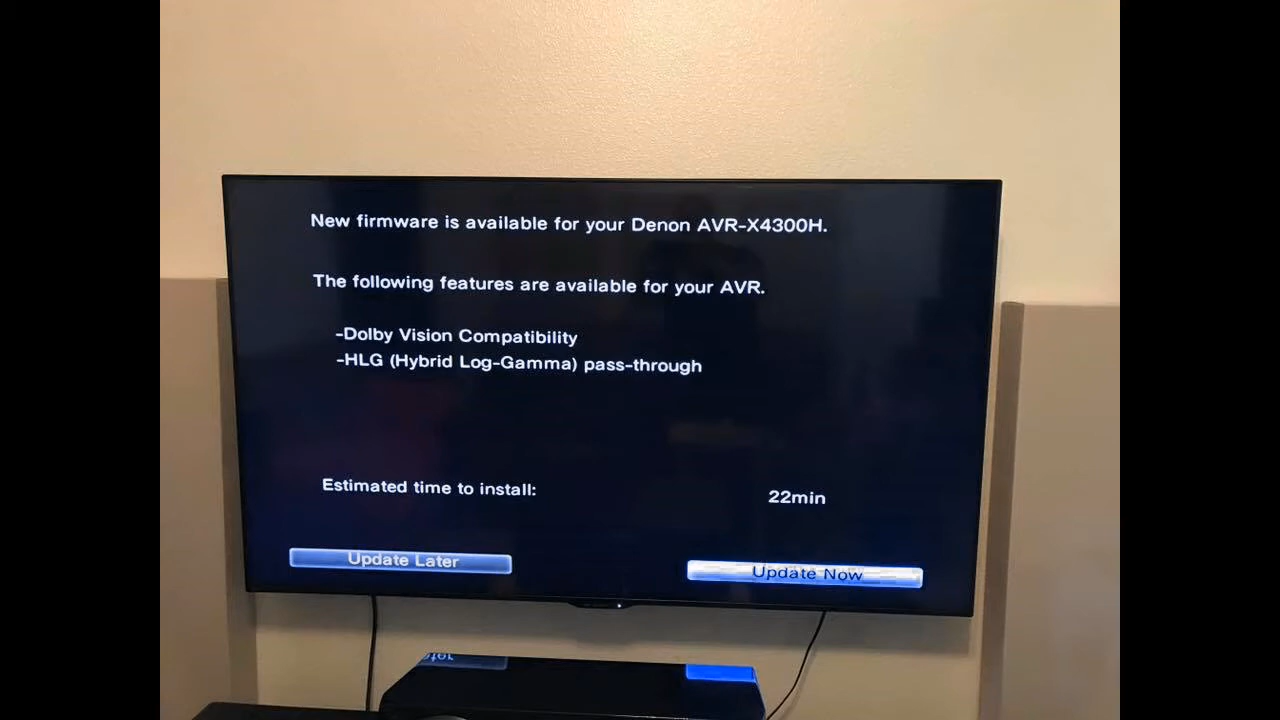 New firmware is available for your Denon AVR-X4300H.
The following features are available for your AVR.
-Dolby Vision Compatibility
-HLG (Hybrid Log-Gamma) pass-through
Estimated time to install: 22min
Update Later Update Now